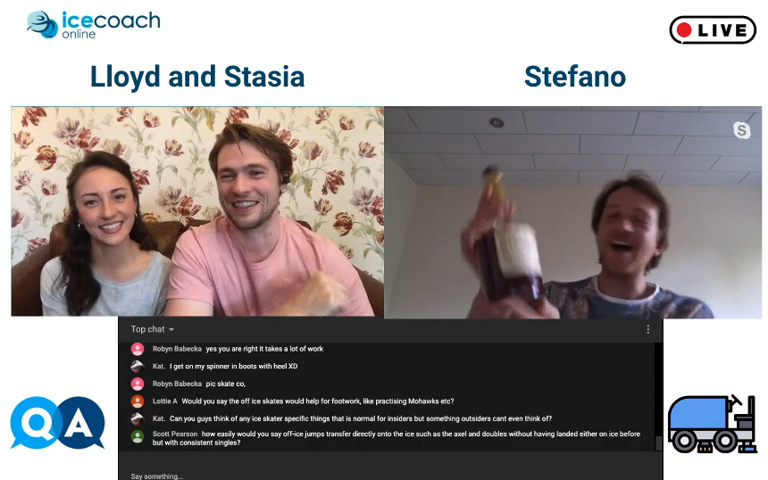 icecoach
online
LIVE
Lloyd and Stasia
Stefano
S
Top chat
Robyn Babecka yes you are right it takes a lot of work
Kat. I get on my spinner in boots with heel XD
Robyn Babecka pic skate co,
Lottie A Would you say the off ice skates would help for footwork, like practising Mohawks etc?
Kat. Can you guys think of any ice skater specific things that is normal for insiders but something outsiders cant even think of?
Scott Pearson how easily would you say off-ice jumps transfer directly onto the ice such as the axel and doubles without having landed either on ice before
but with consistent singles?
Say something...
QA